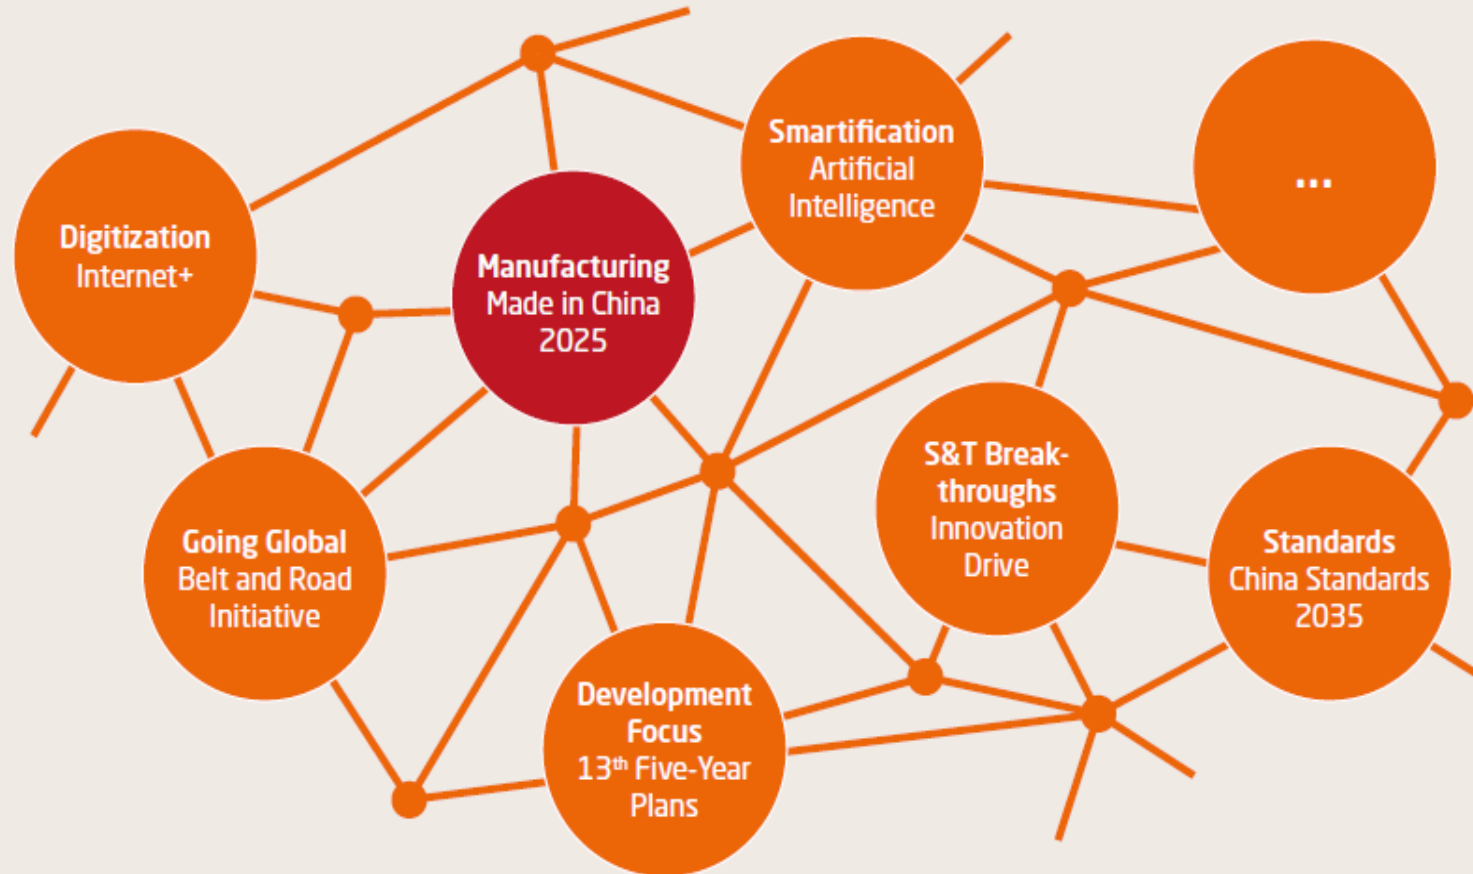 Smartification
Artificial
Intelligence
...
Digitization
Internet+
Manufacturing
Made in China
2025
S&T Break-
throughs
Innovation
Drive
Going Global
Belt and Road
Initiative
Standards
China Standards
2035
Development
Focus
13th Five-Year
Plans